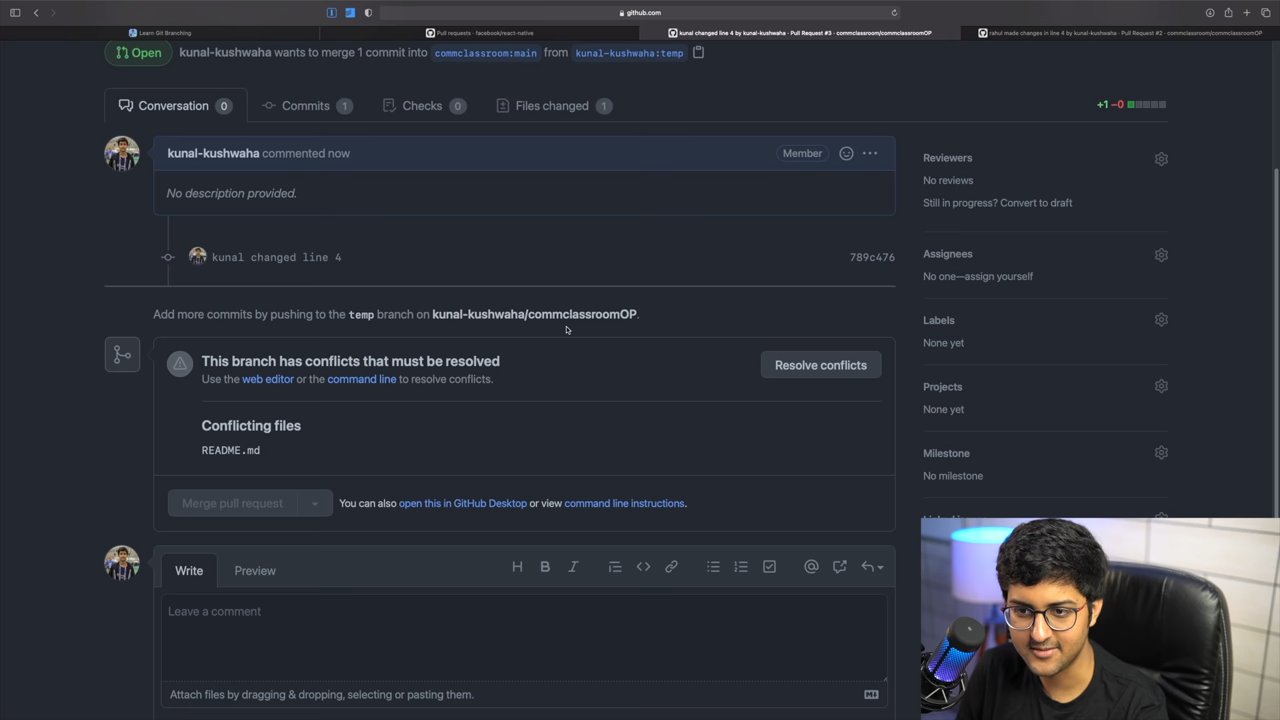 github.com
Learn Git Branching
Pull requests · facebook/react-native
kunal changed line 4 by kunal-kushwaha · Pull Request #3 · commclassroom/commclassroomOP
rahul made changes in line 4 by kunal-kushwaha · Pull Request #2 · commclassroom/commclassroomOP
Open kunal-kushwaha wants to merge 1 commit into commclassroom:main from kunal-kushwaha:temp
Conversation 0 Commits 1 Checks 0 Files changed 1 +1 −0
kunal-kushwaha commented now Member
No description provided.
kunal changed line 4 789c476
Add more commits by pushing to the temp branch on kunal-kushwaha/commclassroomOP.
This branch has conflicts that must be resolved
Use the web editor or the command line to resolve conflicts.
Resolve conflicts
Conflicting files
README.md
Merge pull request You can also open this in GitHub Desktop or view command line instructions.
Write Preview
Leave a comment
Attach files by dragging & dropping, selecting or pasting them.
Reviewers
No reviews
Still in progress? Convert to draft
Assignees
No one—assign yourself
Labels
None yet
Projects
None yet
Milestone
No milestone